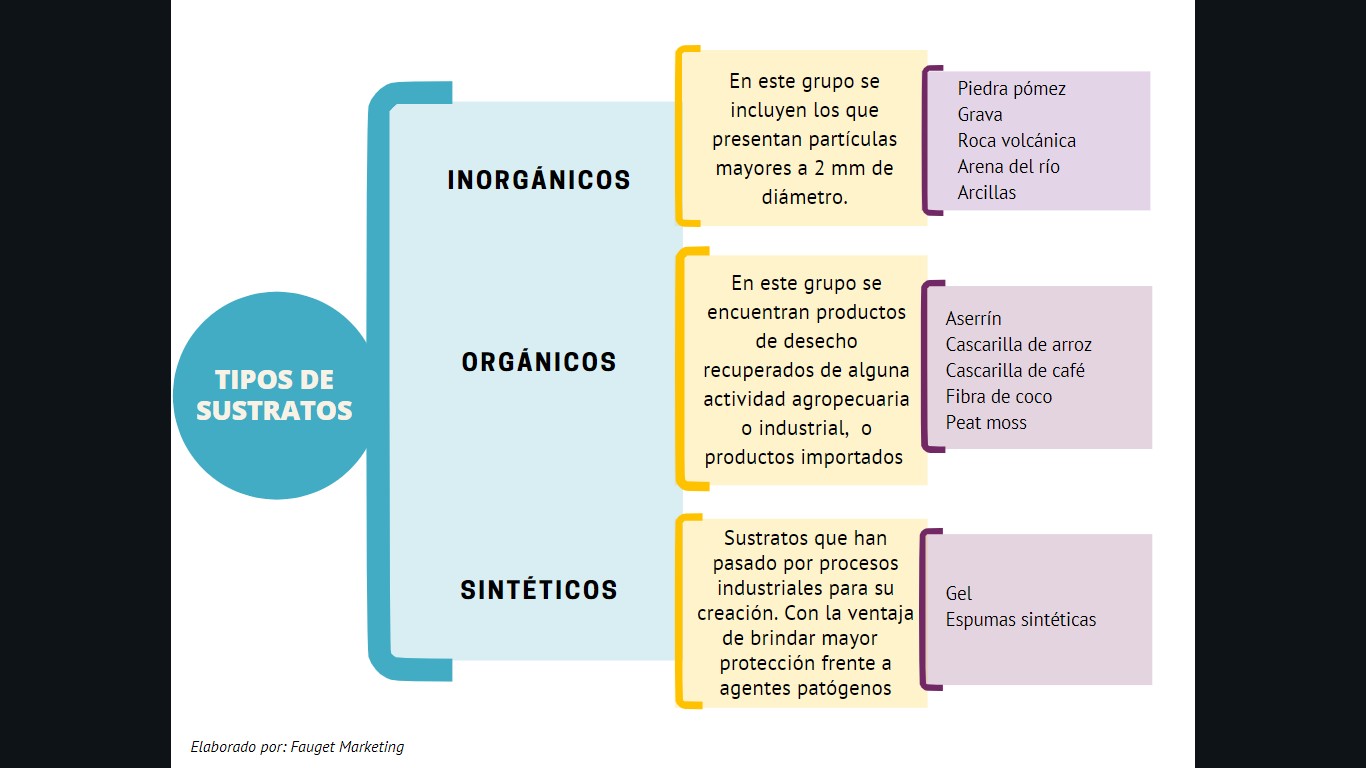 TIPOS DE
SUSTRATOS
INORGÁNICOS
En este grupo se
incluyen los que
presentan partículas
mayores a 2 mm de
diámetro.
Piedra pómez
Grava
Roca volcánica
Arena del río
Arcillas
ORGÁNICOS
En este grupo se
encuentran productos
de desecho
recuperados de alguna
actividad agropecuaria
o industrial, o
productos importados
Aserrín
Cascarilla de arroz
Cascarilla de café
Fibra de coco
Peat moss
SINTÉTICOS
Sustratos que han
pasado por procesos
industriales para su
creación. Con la ventaja
de brindar mayor
protección frente a
agentes patógenos
Gel
Espumas sintéticas
Elaborado por: Fauget Marketing